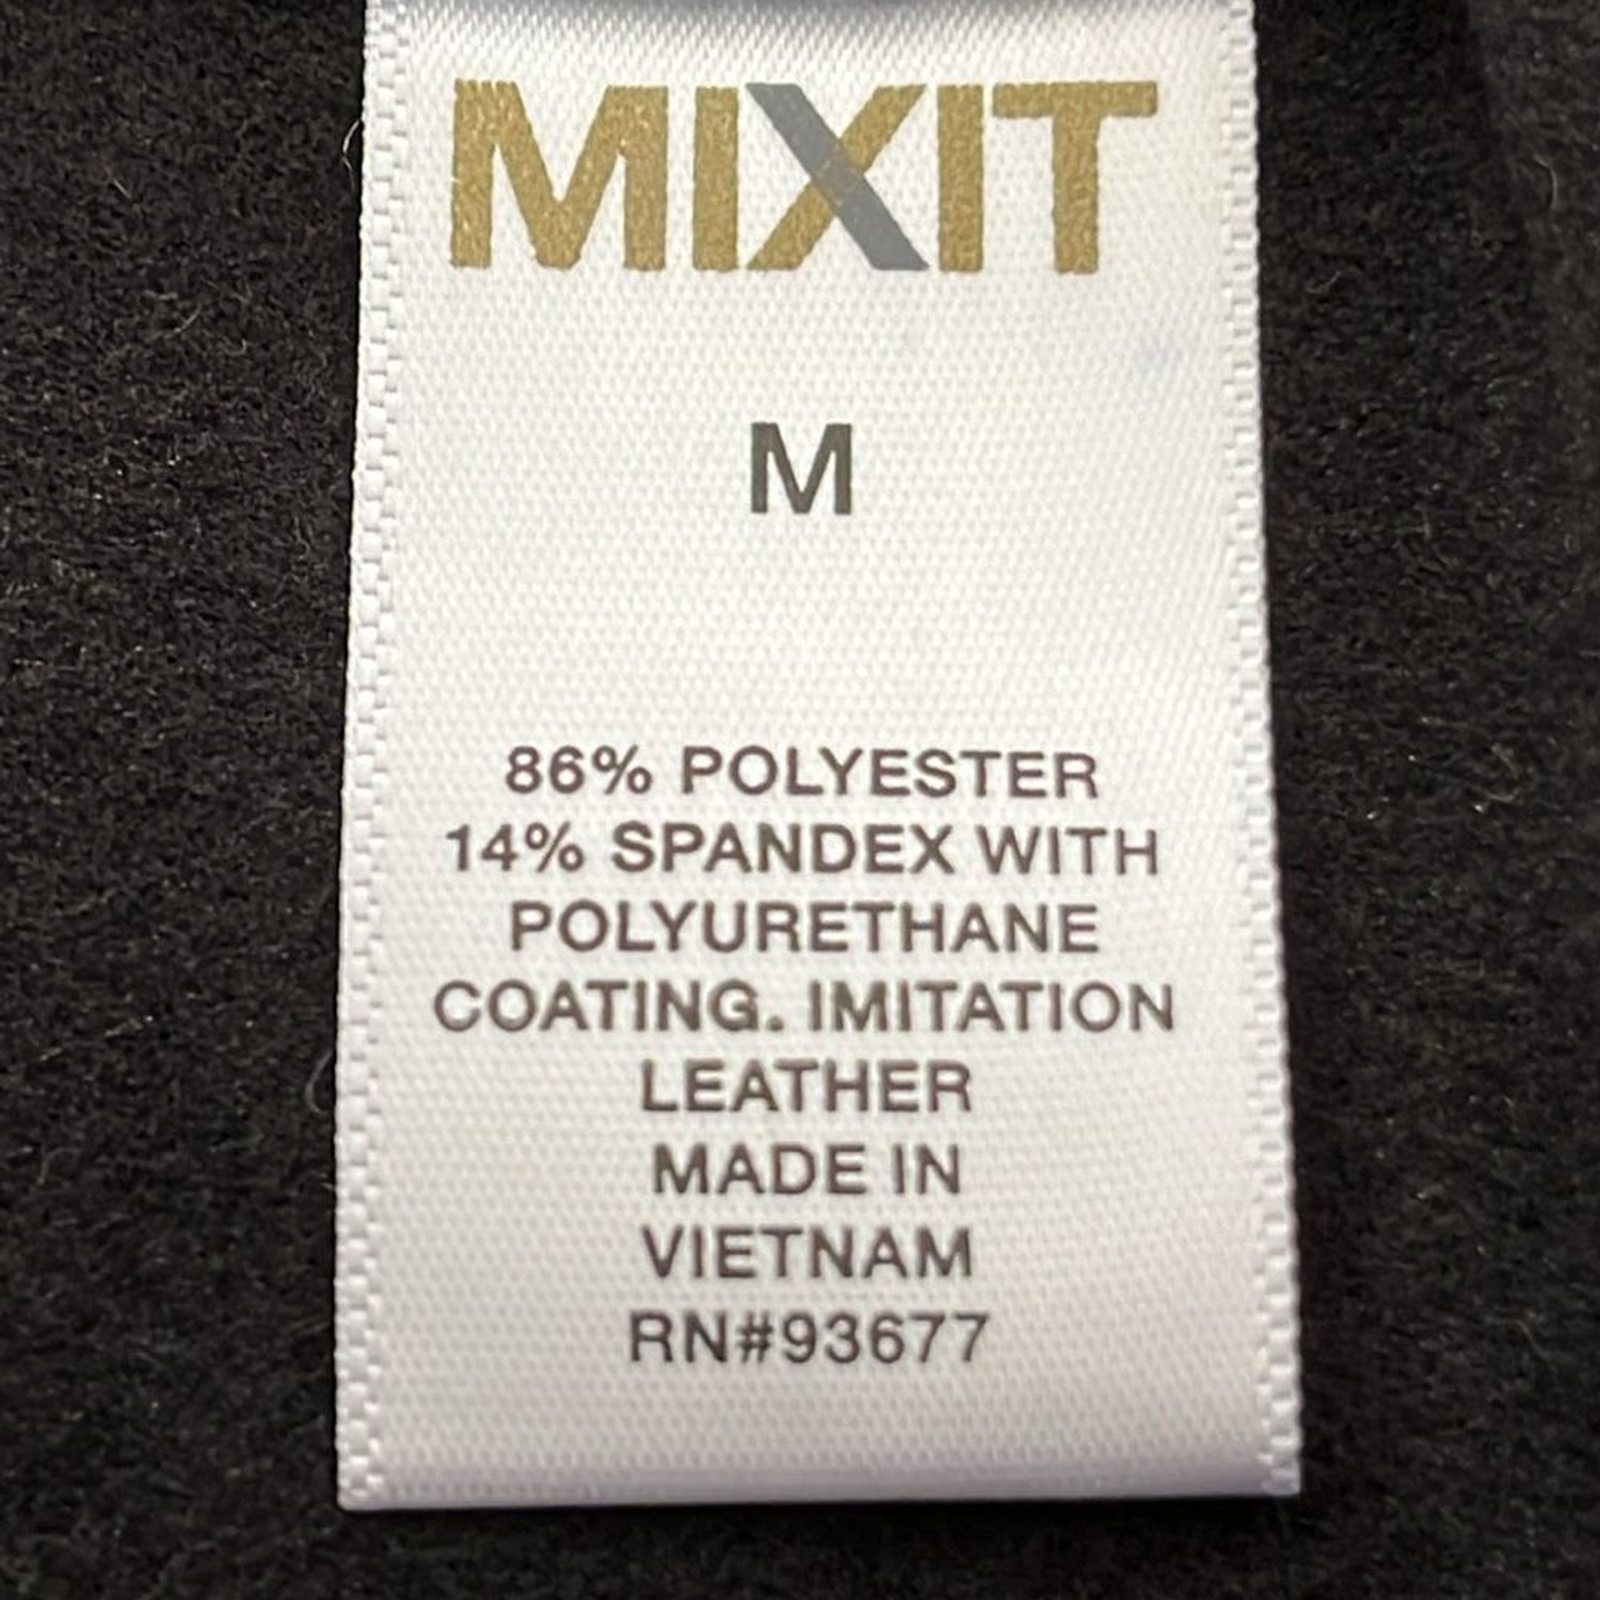 MIXIT
M
86% POLYESTER
14% SPANDEX WITH
POLYURETHANE
COATING. IMITATION
LEATHER
MADE IN
VIETNAM
RN#93677